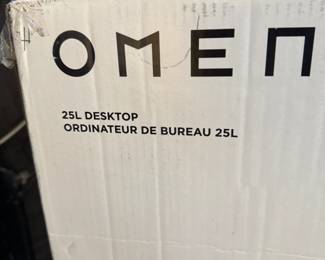 OMEN
25L DESKTOP
ORDINATEUR DE BUREAU 25L